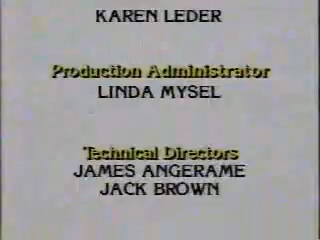 KAREN LEDER
Production Administrator
LINDA MYSEL
Technical Directors
JAMES ANGERAME
JACK BROWN